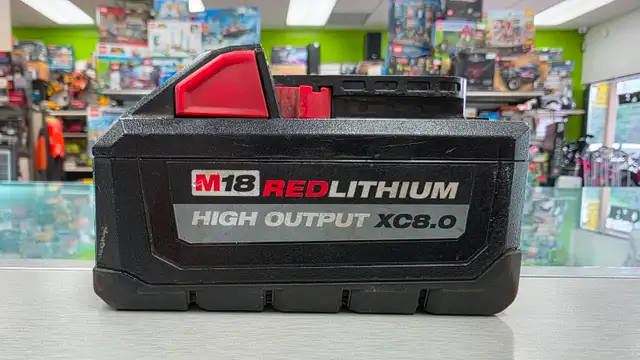 M18 REDLITHIUM
HIGH OUTPUT XC8.0